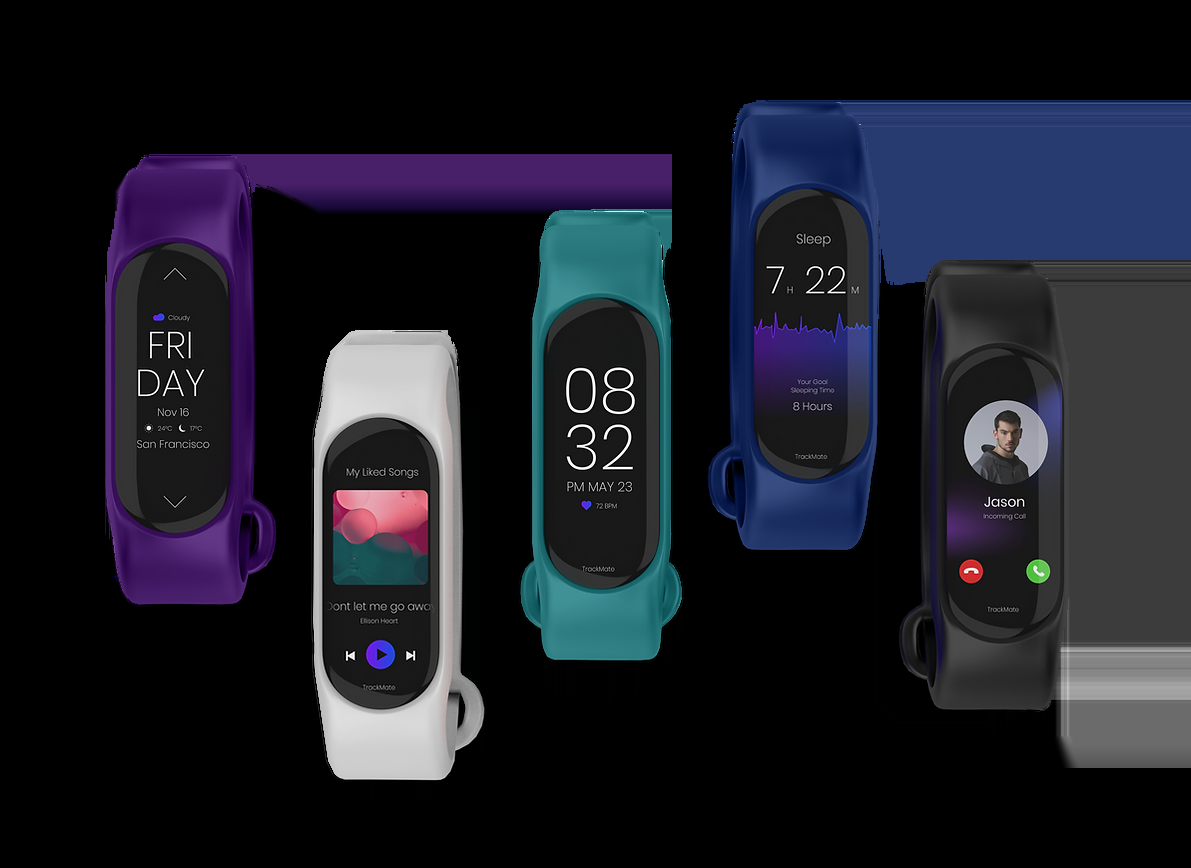 Cloudy
FRI
DAY
Nov 16
24°C 17°C
San Francisco
My Liked Songs
Dont let me go away
Ellison Heart
TrackMate
08
32
PM MAY 23
72 BPM
TrackMate
Sleep
7 H 22 M
Your Goal
Sleeping Time
8 Hours
TrackMate
Jason
Incoming Call
TrackMate